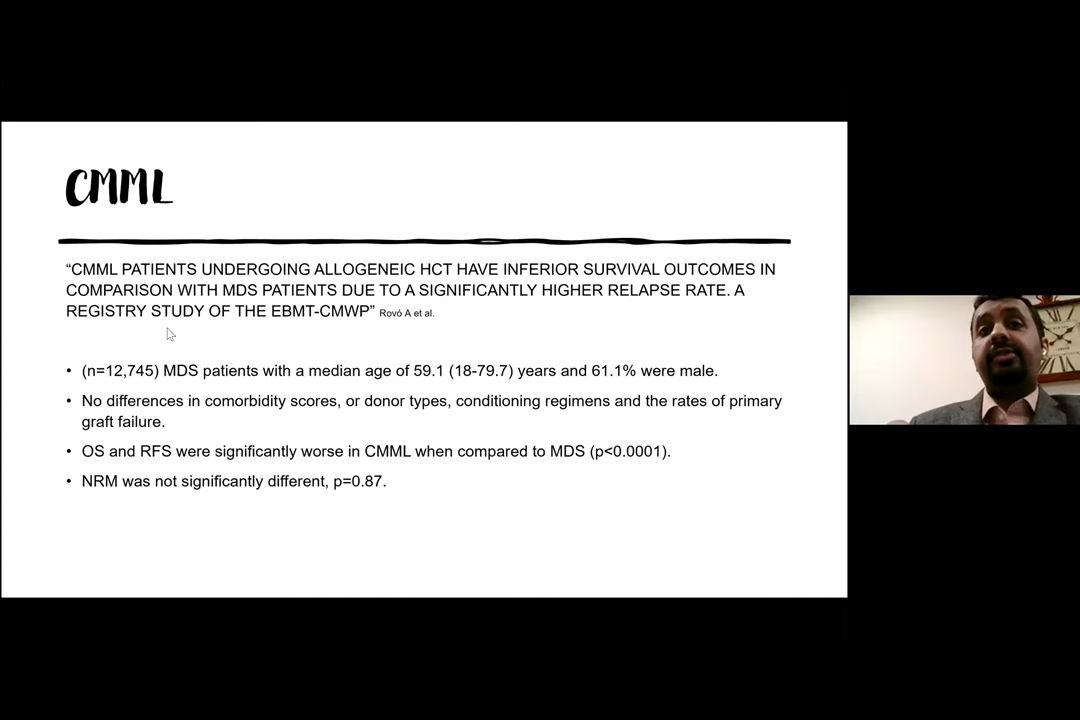 CMML
“CMML PATIENTS UNDERGOING ALLOGENEIC HCT HAVE INFERIOR SURVIVAL OUTCOMES IN
COMPARISON WITH MDS PATIENTS DUE TO A SIGNIFICANTLY HIGHER RELAPSE RATE. A
REGISTRY STUDY OF THE EBMT-CMWP” Rovó A et al.
• (n=12,745) MDS patients with a median age of 59.1 (18-79.7) years and 61.1% were male.
• No differences in comorbidity scores, or donor types, conditioning regimens and the rates of primary
graft failure.
• OS and RFS were significantly worse in CMML when compared to MDS (p<0.0001).
• NRM was not significantly different, p=0.87.